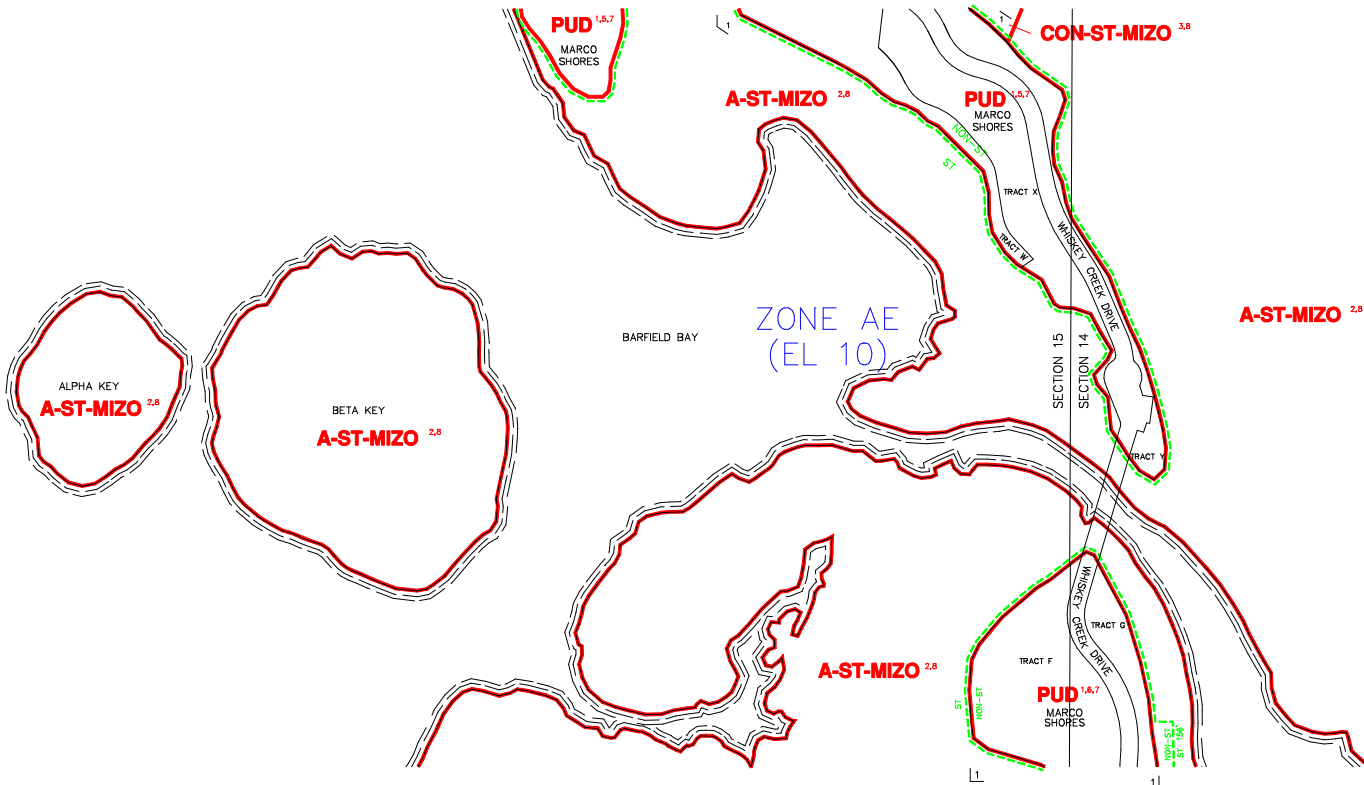 PUD 1,5,7
MARCO
SHORES
1
1
CON-ST-MIZO 3,8
A-ST-MIZO 2,8
PUD 1,5,7
MARCO
SHORES
NON-ST
ST
TRACT X
TRACT W
WHISKEY CREEK DRIVE
A-ST-MIZO 2,8
ZONE AE
(EL 10)
BARFIELD BAY
SECTION 15
SECTION 14
ALPHA KEY
A-ST-MIZO 2,8
BETA KEY
A-ST-MIZO 2,8
TRACT Y
WHISKEY CREEK DRIVE
TRACT G
TRACT F
A-ST-MIZO 2,8
PUD 1,6,7
MARCO
SHORES
ST
NON-ST
NON-ST
ST 156
1
1